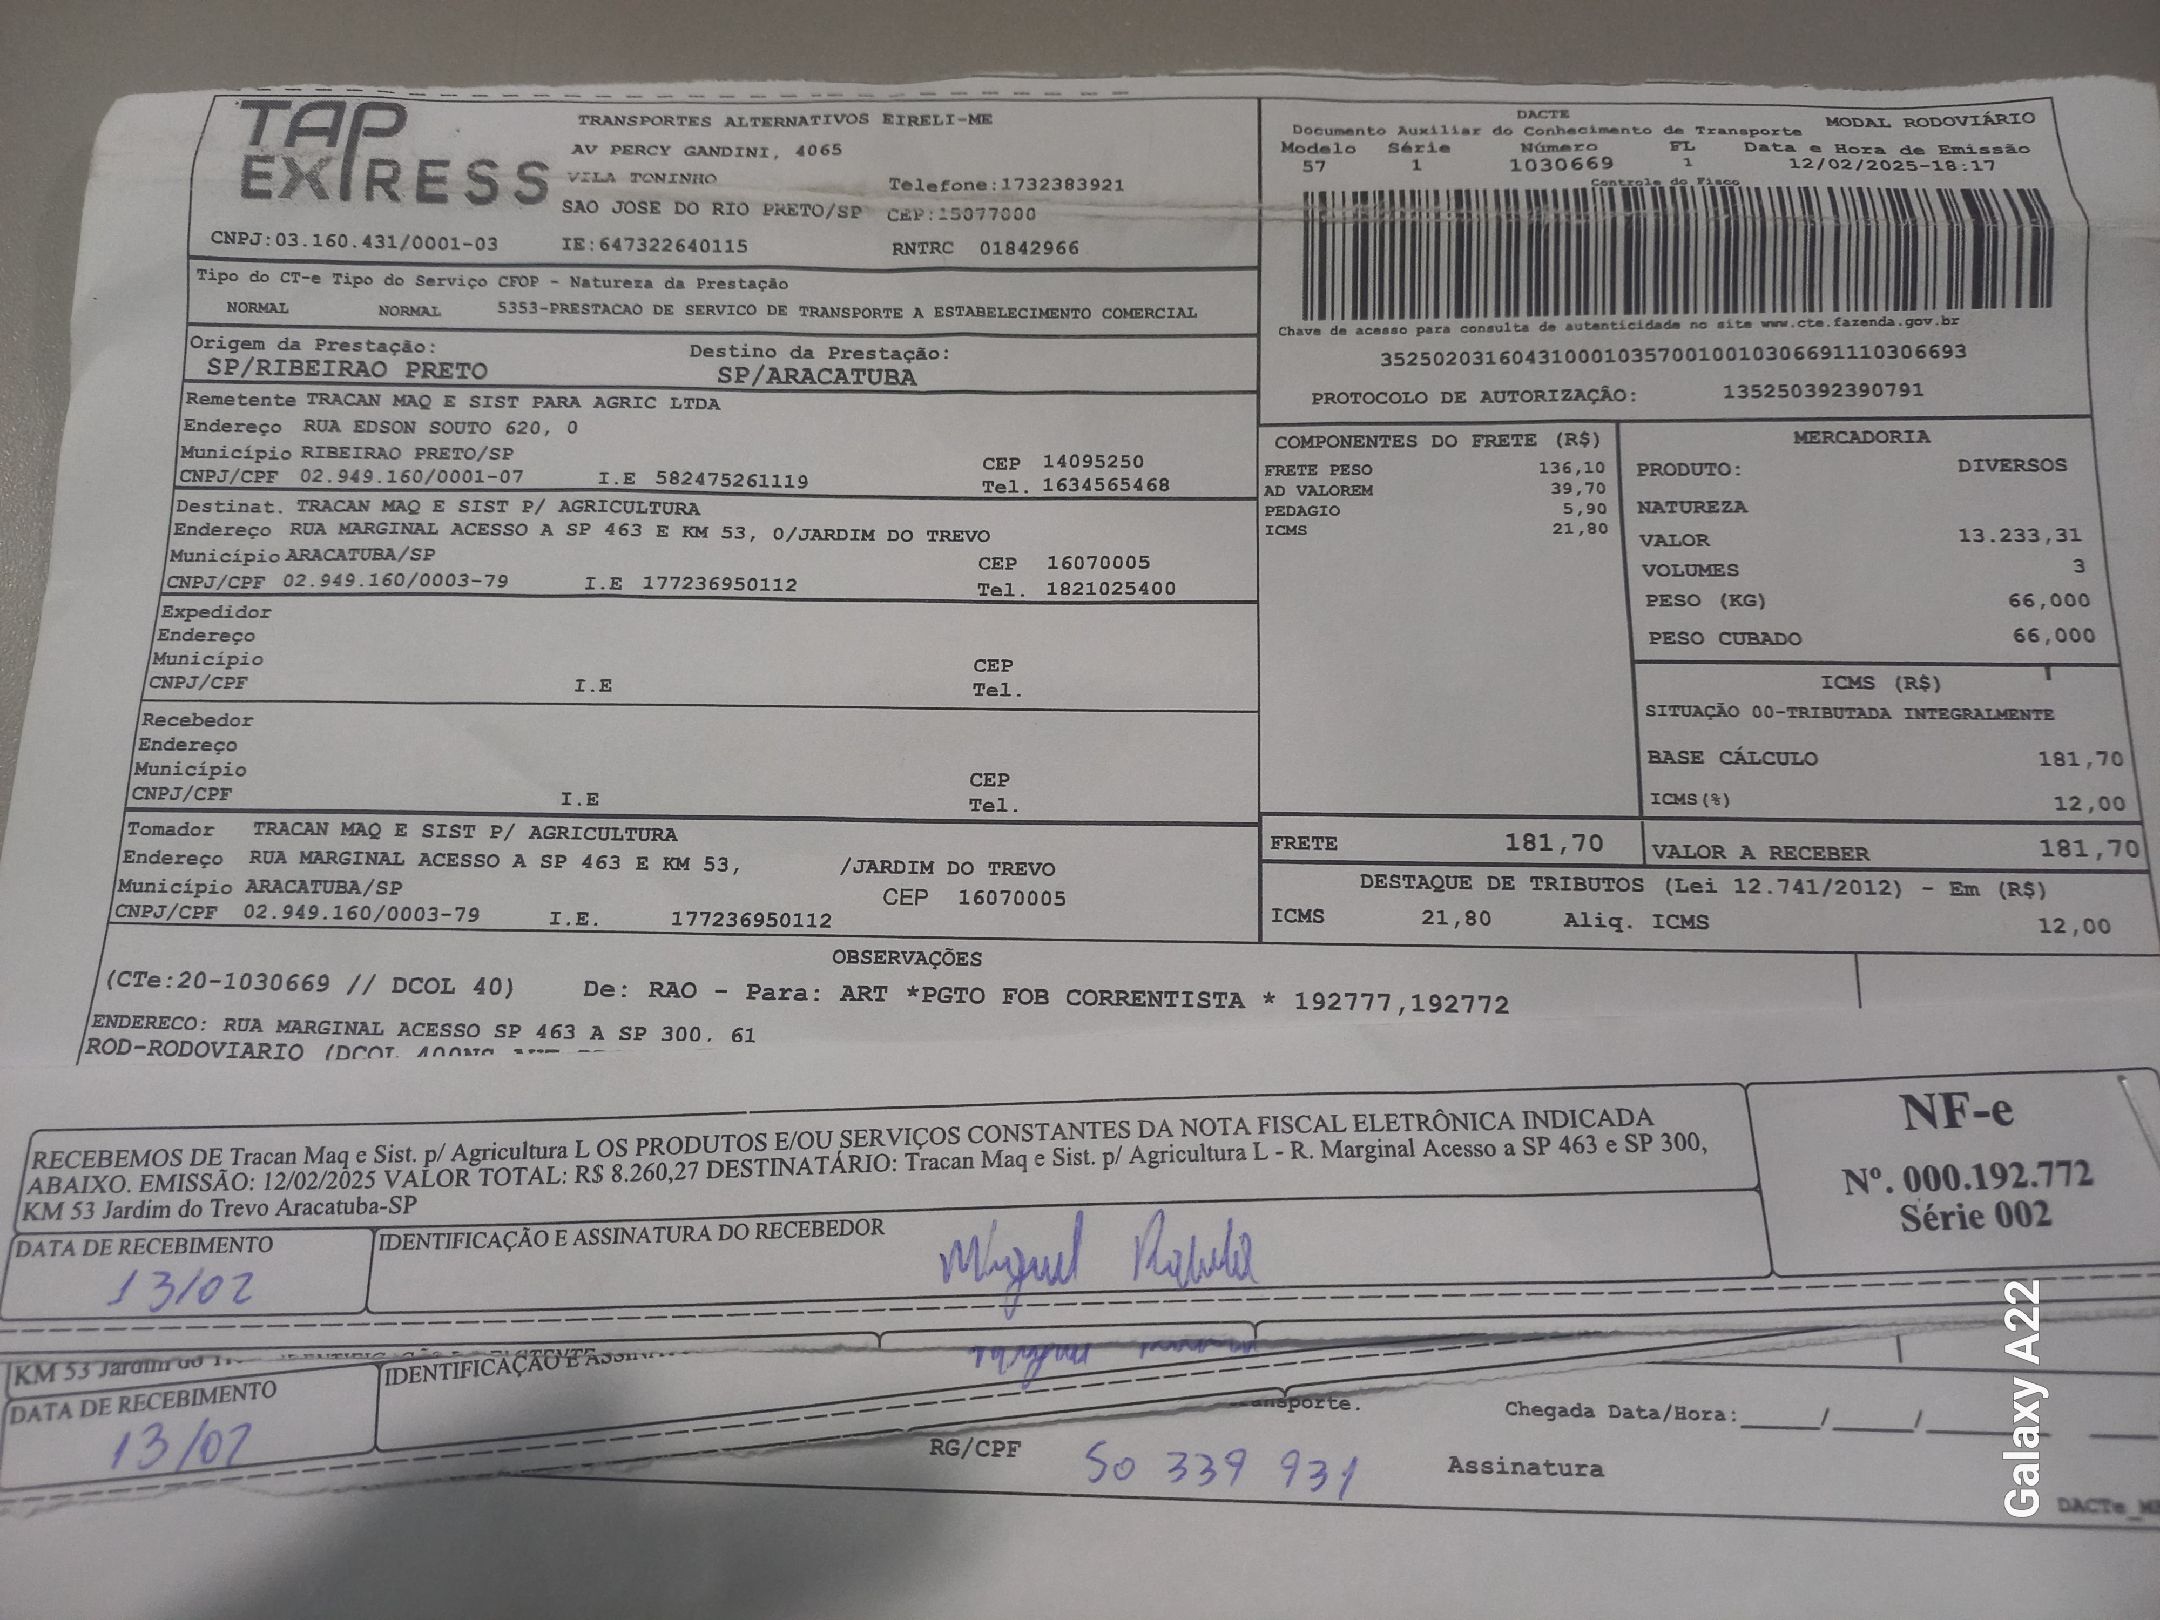 TAP EXPRESS
TRANSPORTES ALTERNATIVOS EIRELI-ME
AV PERCY GANDINI, 4065
VILA TONINHO Telefone:1732383921
SAO JOSE DO RIO PRETO/SP CEP:15077000
CNPJ:03.160.431/0001-03 IE:647322640115 RNTRC 01842966
DACTE MODAL RODOVIÁRIO
Documento Auxiliar do Conhecimento de Transporte
Modelo Série Número FL Data e Hora de Emissão
57 1 1030669 1 12/02/2025-18:17
Controle do Fisco
Chave de acesso para consulta de autenticidade no site www.cte.fazenda.gov.br
35250203160431000103570010010306691110306693
PROTOCOLO DE AUTORIZAÇÃO: 135250392390791
Tipo do CT-e Tipo do Serviço CFOP - Natureza da Prestação
NORMAL NORMAL 5353-PRESTACAO DE SERVICO DE TRANSPORTE A ESTABELECIMENTO COMERCIAL
Origem da Prestação: Destino da Prestação:
SP/RIBEIRAO PRETO SP/ARACATUBA
Remetente TRACAN MAQ E SIST PARA AGRIC LTDA
Endereço RUA EDSON SOUTO 620, 0
Município RIBEIRAO PRETO/SP CEP 14095250
CNPJ/CPF 02.949.160/0001-07 I.E 582475261119 Tel. 1634565468
Destinat. TRACAN MAQ E SIST P/ AGRICULTURA
Endereço RUA MARGINAL ACESSO A SP 463 E KM 53, 0/JARDIM DO TREVO
Município ARACATUBA/SP CEP 16070005
CNPJ/CPF 02.949.160/0003-79 I.E 177236950112 Tel. 1821025400
Expedidor
Endereço
Município CEP
CNPJ/CPF I.E Tel.
Recebedor
Endereço
Município CEP
CNPJ/CPF I.E Tel.
Tomador TRACAN MAQ E SIST P/ AGRICULTURA
Endereço RUA MARGINAL ACESSO A SP 463 E KM 53, /JARDIM DO TREVO
Município ARACATUBA/SP CEP 16070005
CNPJ/CPF 02.949.160/0003-79 I.E. 177236950112
COMPONENTES DO FRETE (R$)
FRETE PESO 136,10
AD VALOREM 39,70
PEDAGIO 5,90
ICMS 21,80
MERCADORIA
PRODUTO: DIVERSOS
NATUREZA
VALOR 13.233,31
VOLUMES 3
PESO (KG) 66,000
PESO CUBADO 66,000
ICMS (R$)
SITUAÇÃO 00-TRIBUTADA INTEGRALMENTE
BASE CÁLCULO 181,70
ICMS(%) 12,00
FRETE 181,70 VALOR A RECEBER 181,70
DESTAQUE DE TRIBUTOS (Lei 12.741/2012) - Em (R$)
ICMS 21,80 Aliq. ICMS 12,00
OBSERVAÇÕES
(CTe:20-1030669 // DCOL 40) De: RAO - Para: ART *PGTO FOB CORRENTISTA * 192777,192772
ENDERECO: RUA MARGINAL ACESSO SP 463 A SP 300. 61
ROD-RODOVIARIO (DCOL
RECEBEMOS DE Tracan Maq e Sist. p/ Agricultura L OS PRODUTOS E/OU SERVIÇOS CONSTANTES DA NOTA FISCAL ELETRÔNICA INDICADA
ABAIXO. EMISSÃO: 12/02/2025 VALOR TOTAL: R$ 8.260,27 DESTINATÁRIO: Tracan Maq e Sist. p/ Agricultura L - R. Marginal Acesso a SP 463 e SP 300,
KM 53 Jardim do Trevo Aracatuba-SP
NF-e
Nº. 000.192.772
Série 002
DATA DE RECEBIMENTO IDENTIFICAÇÃO E ASSINATURA DO RECEBEDOR
13/02 Miguel
KM 53 Jardim do
DATA DE RECEBIMENTO IDENTIFICAÇÃO E
13/02
Chegada Data/Hora:____/____/____
RG/CPF 50 339 931 Assinatura
Galaxy A22